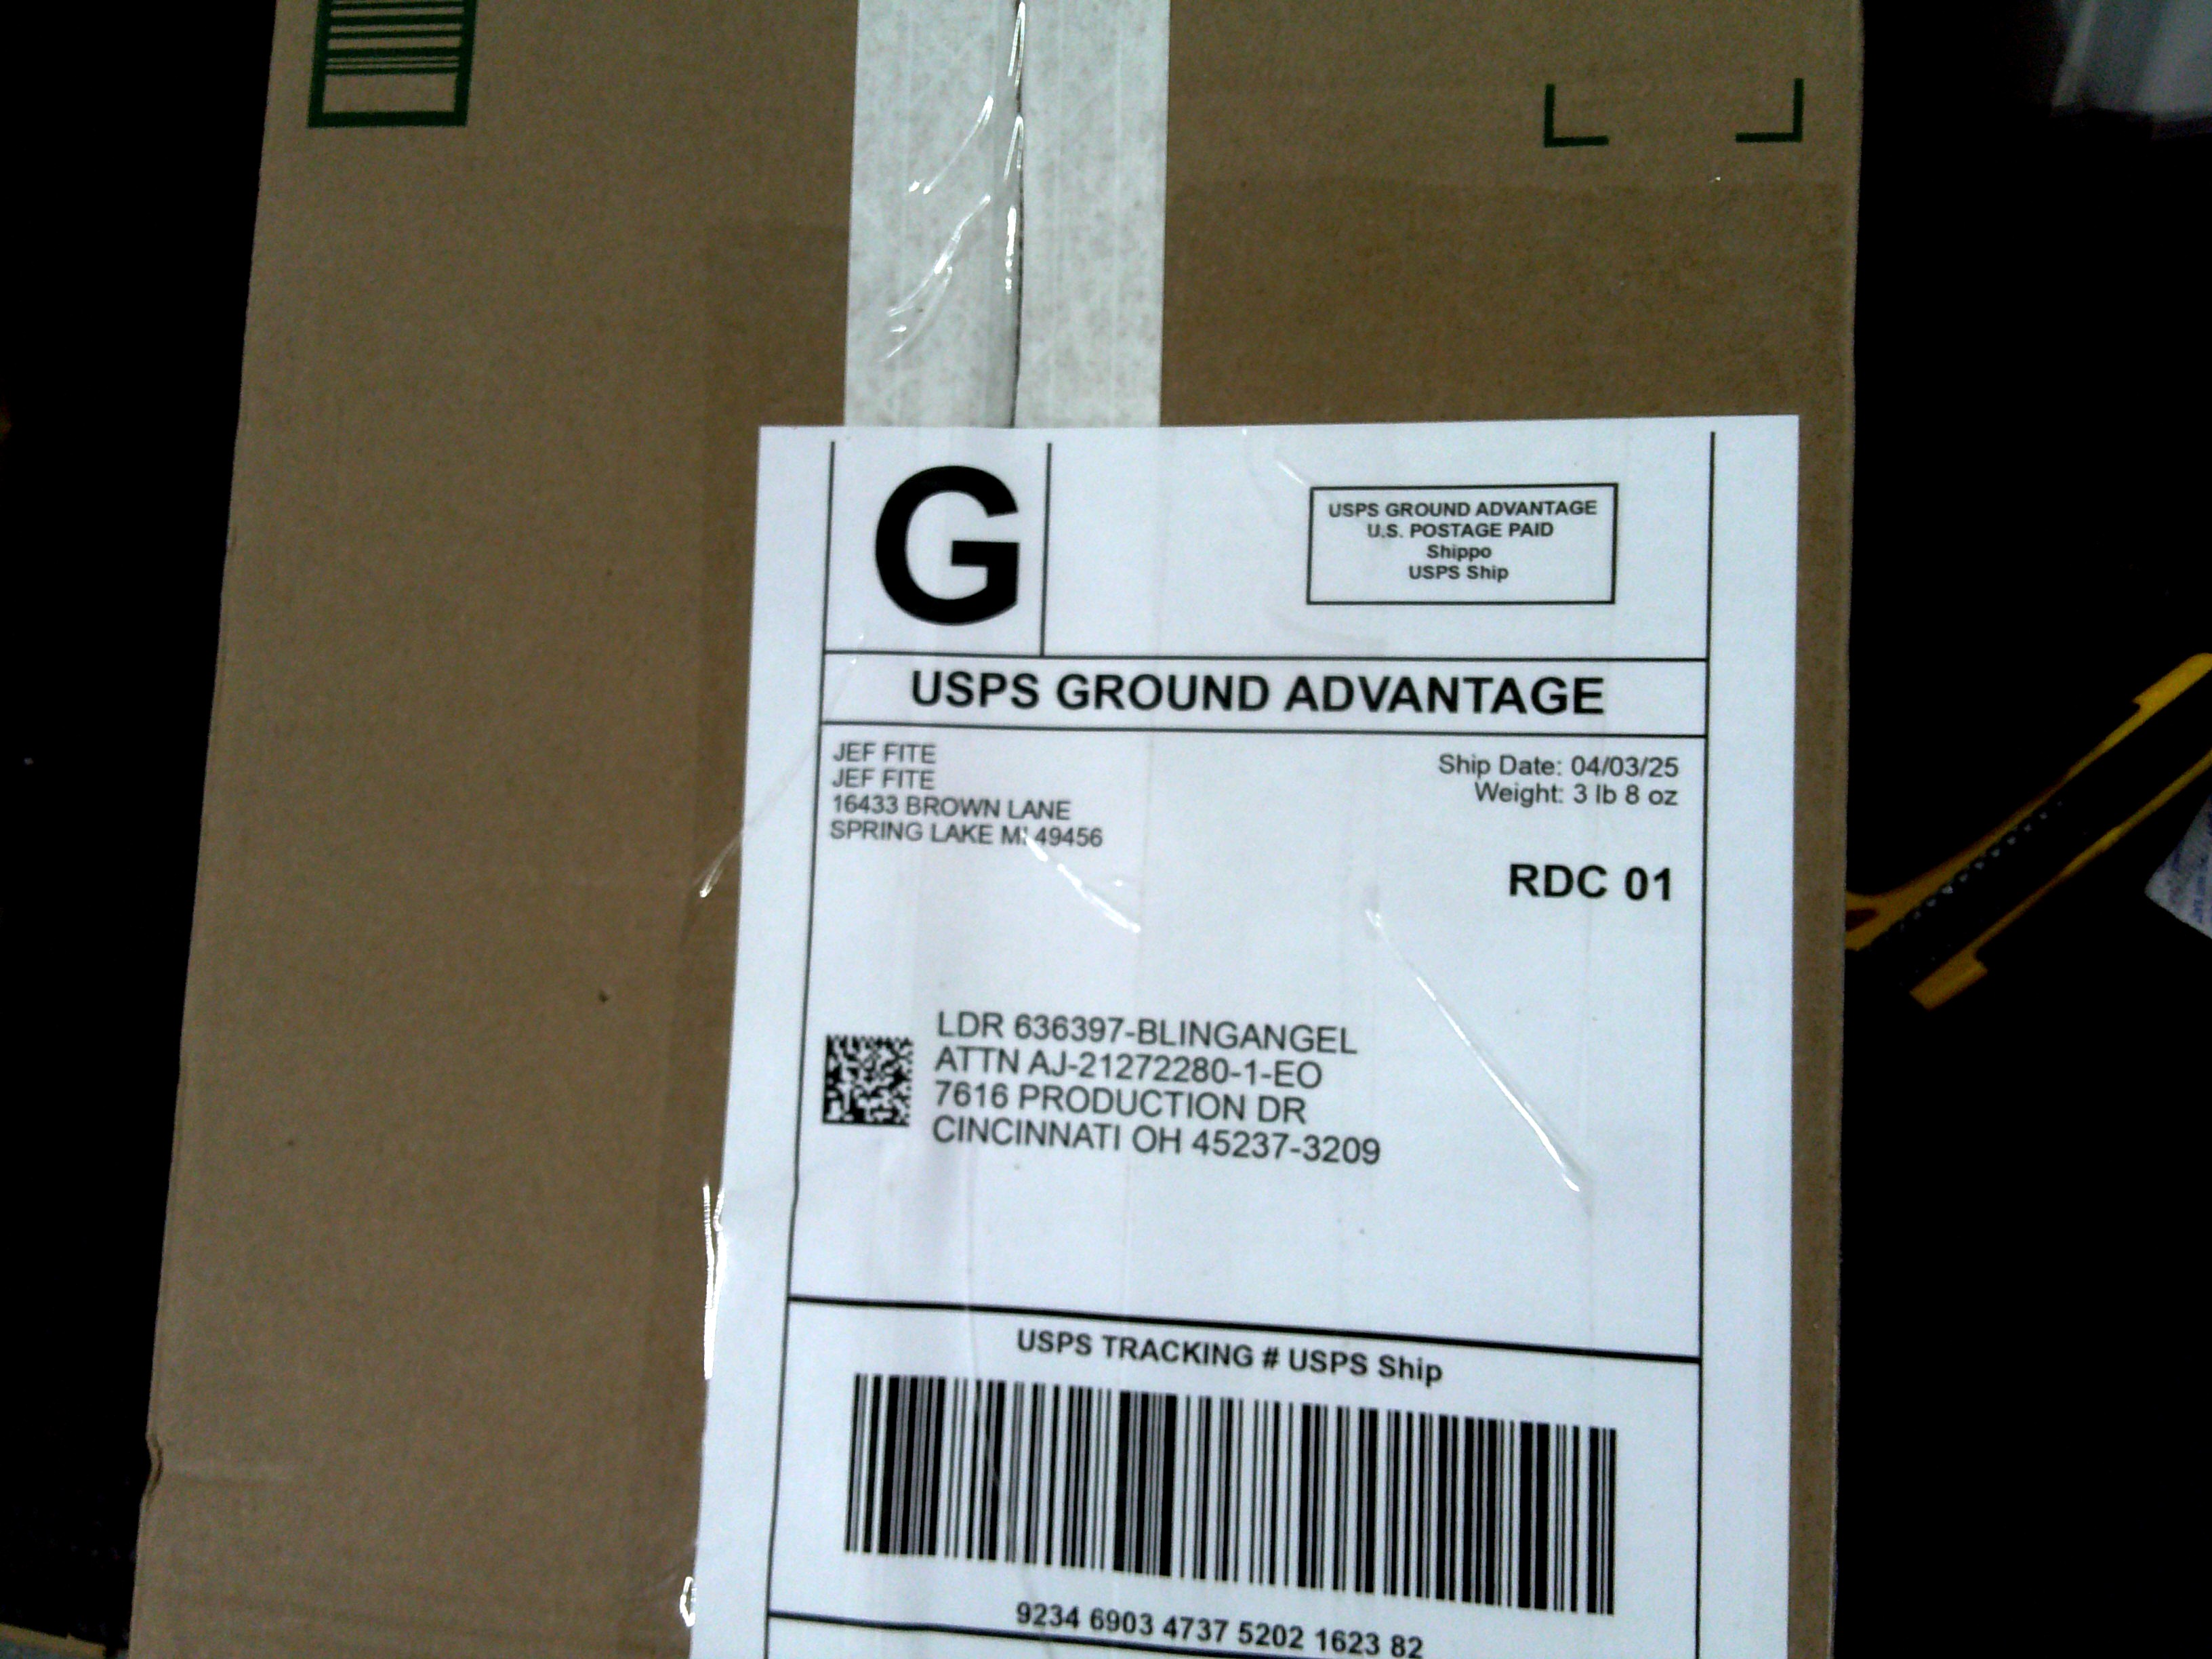 G
USPS GROUND ADVANTAGE
U.S. POSTAGE PAID
Shippo
USPS Ship
USPS GROUND ADVANTAGE
JEF FITE
JEF FITE
16433 BROWN LANE
SPRING LAKE MI 49456
Ship Date: 04/03/25
Weight: 3 lb 8 oz
RDC 01
LDR 636397-BLINGANGEL
ATTN AJ-21272280-1-EO
7616 PRODUCTION DR
CINCINNATI OH 45237-3209
USPS TRACKING # USPS Ship
9234 6903 4737 5202 1623 82